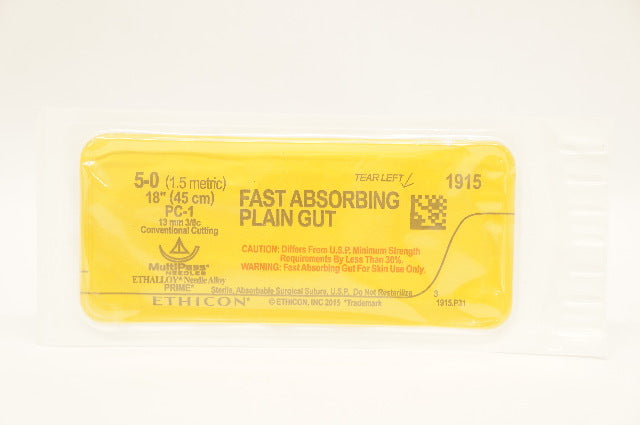 5-0 (1.5 metric)
18" (45 cm)
PC-1
13 mm 3/8c
Conventional Cutting
MultiPass*
NEEDLES
ETHALLOY* Needle Alloy
PRIME*
ETHICON*
TEAR LEFT
1915
FAST ABSORBING
PLAIN GUT
CAUTION: Differs From U.S.P. Minimum Strength
Requirements By Less Than 30%.
WARNING: Fast Absorbing Gut For Skin Use Only.
Sterile, Absorbable Surgical Suture, U.S.P., Do Not Resterilize
© ETHICON, INC 2015 *Trademark
3
1915.P31